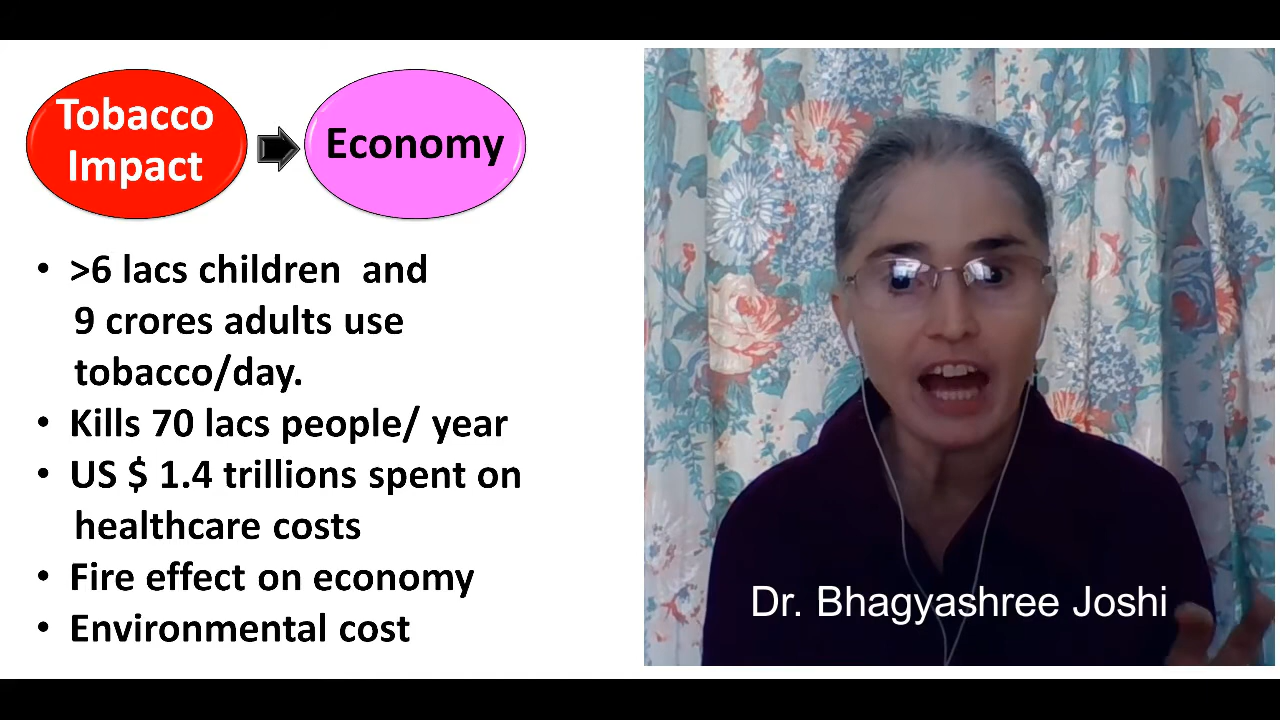 Tobacco
Impact
Economy
• >6 lacs children and
9 crores adults use
tobacco/day.
• Kills 70 lacs people/ year
• US $ 1.4 trillions spent on
healthcare costs
• Fire effect on economy
• Environmental cost
Dr. Bhagyashree Joshi